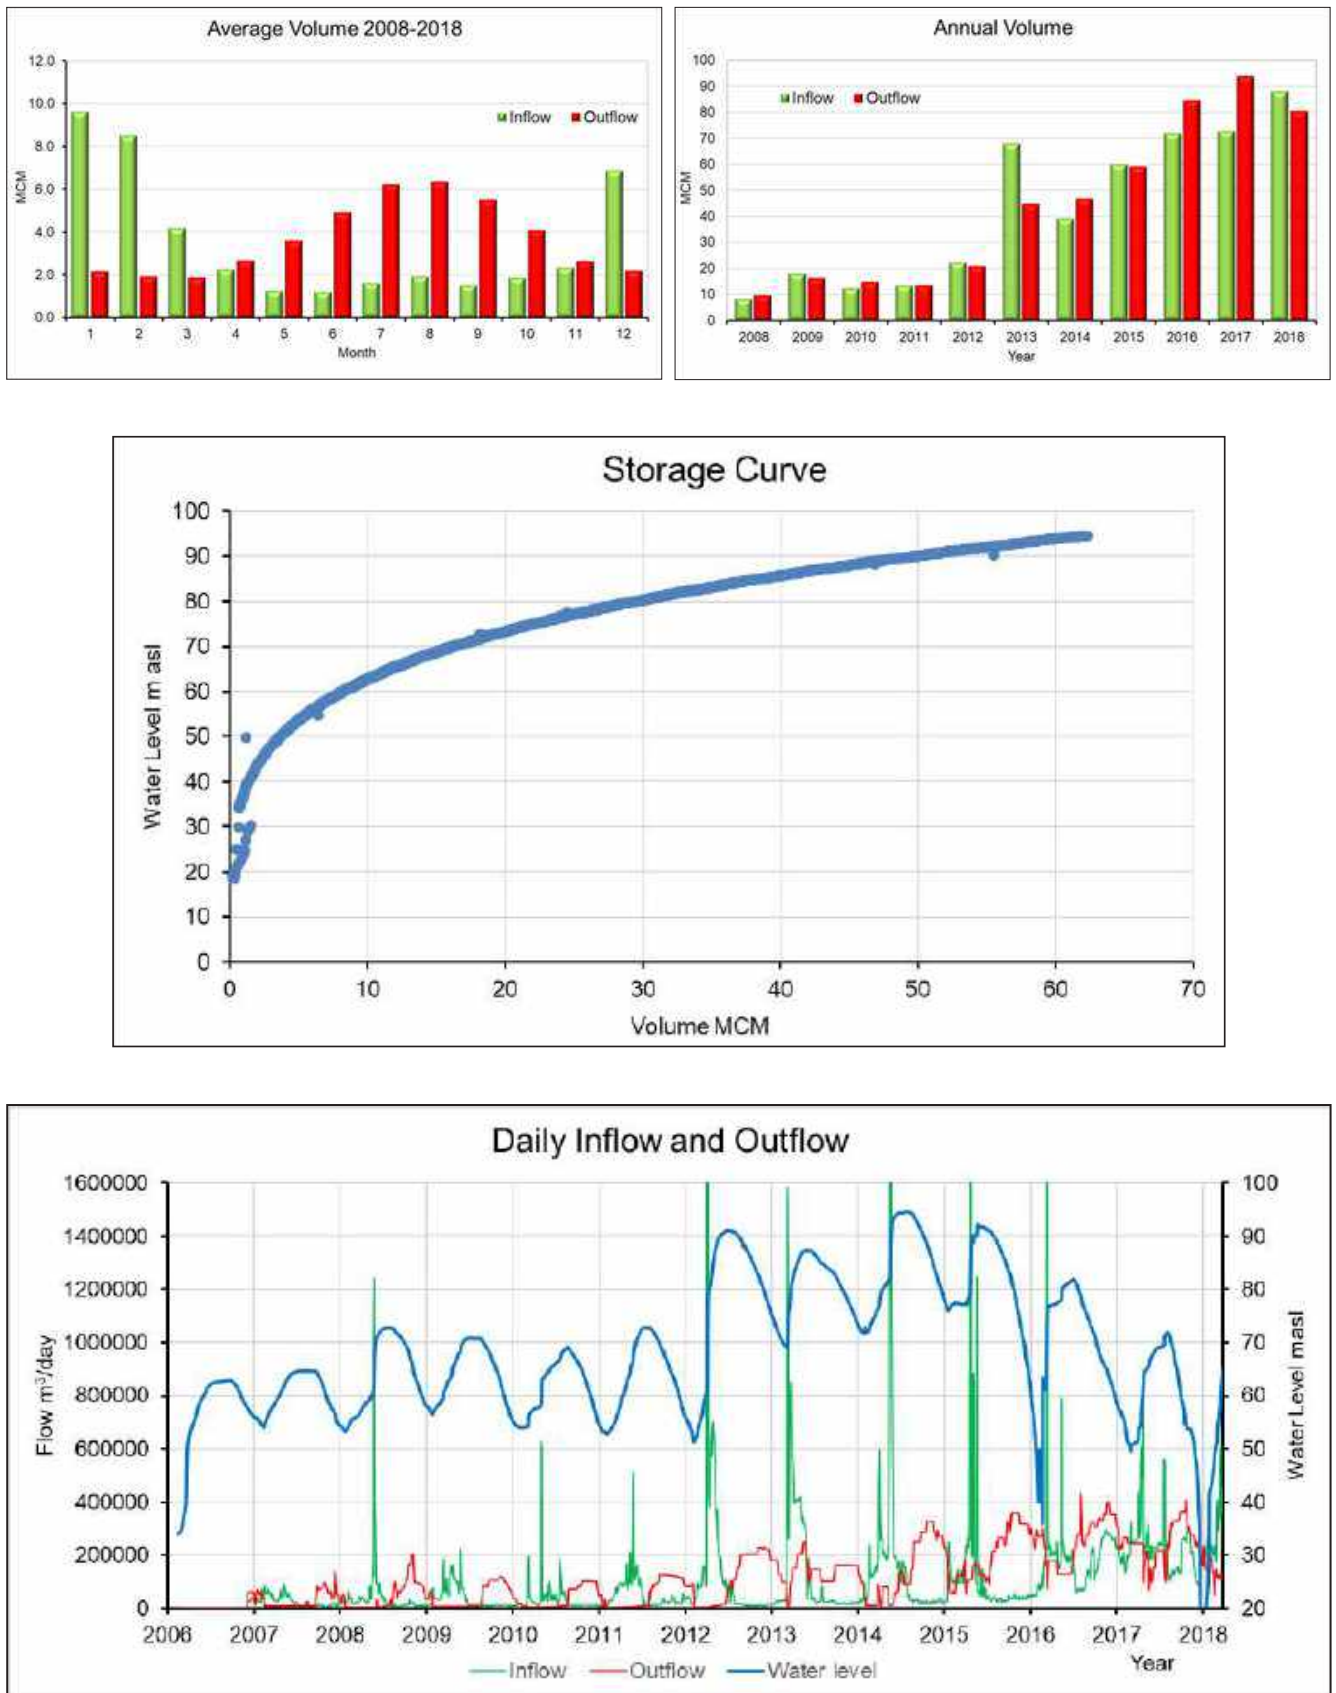 Average Volume 2008-2018
12.0
10.0
8.0
6.0
4.0
2.0
0.0
MCM
Inflow Outflow
1 2 3 4 5 6 7 8 9 10 11 12
Month
Annual Volume
100
90
80
70
60
50
40
30
20
10
0
MCM
Inflow Outflow
2008 2009 2010 2011 2012 2013 2014 2015 2016 2017 2018
Year
Storage Curve
100
90
80
70
60
50
40
30
20
10
0
Water Level m asl
0 10 20 30 40 50 60 70
Volume MCM
Daily Inflow and Outflow
1600000
1400000
1200000
1000000
800000
600000
400000
200000
0
Flow m³/day
100
90
80
70
60
50
40
30
20
Water Level masl
2006 2007 2008 2009 2010 2011 2012 2013 2014 2015 2016 2017 2018
Year
Inflow Outflow Water level